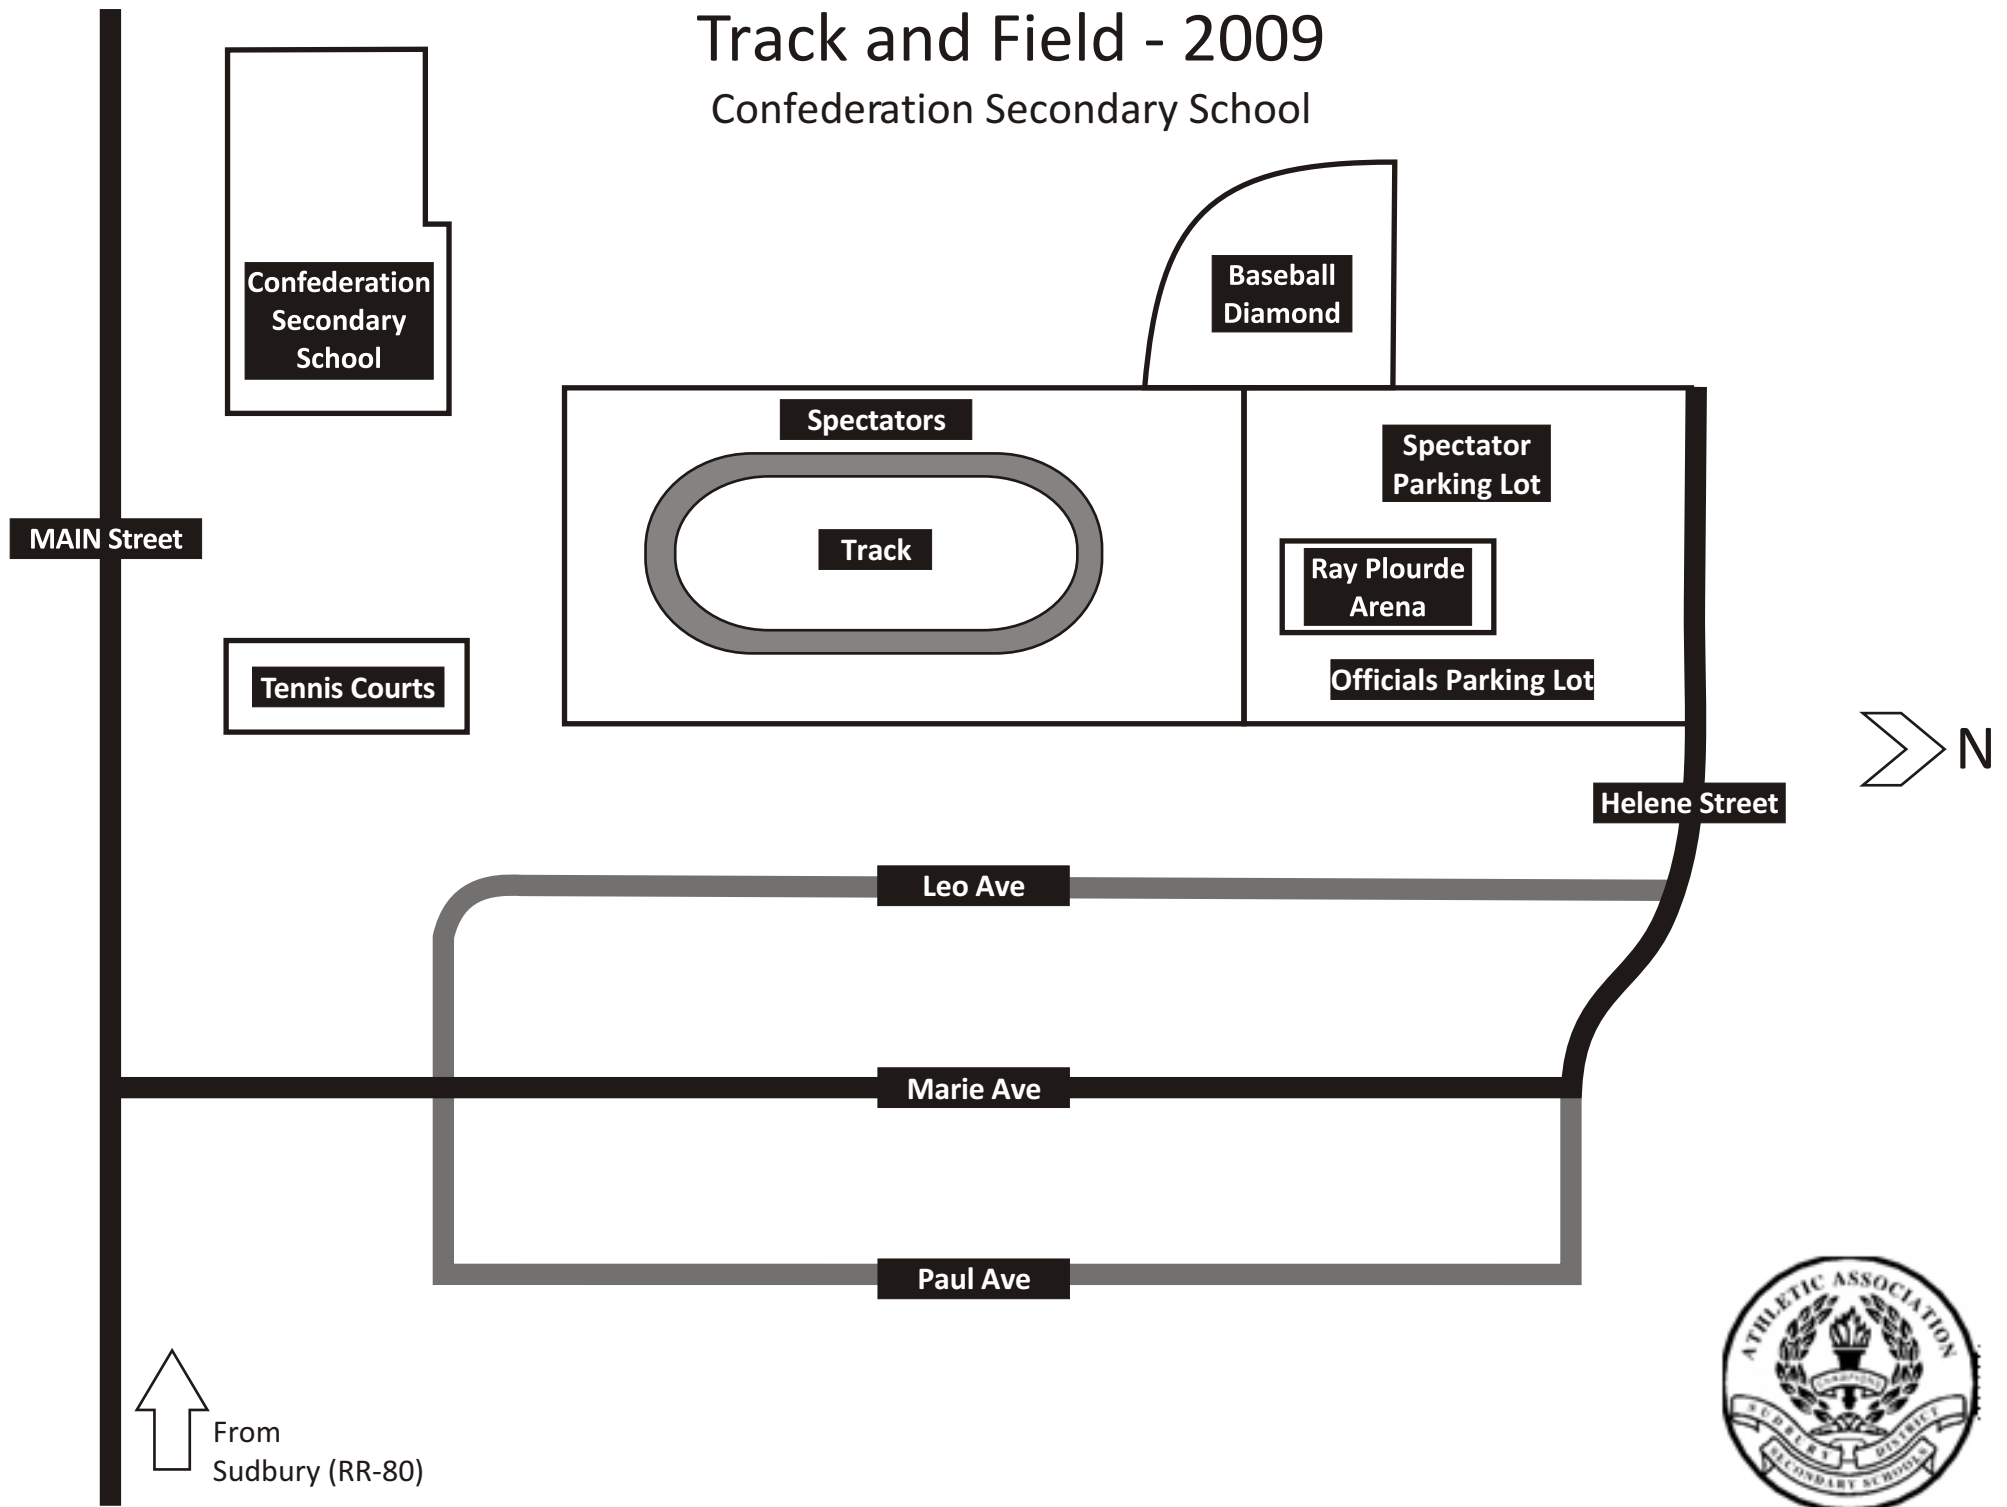 Track and Field - 2009
Confederation Secondary School
Confederation
Secondary
School
Baseball
Diamond
Spectators
Spectator
Parking Lot
MAIN Street
Track
Ray Plourde
Arena
Tennis Courts
Officials Parking Lot
N
Helene Street
Leo Ave
Marie Ave
Paul Ave
From
Sudbury (RR-80)
ATHLETIC ASSOCIATION
SUDBURY DISTRICT
SECONDARY SCHOOLS